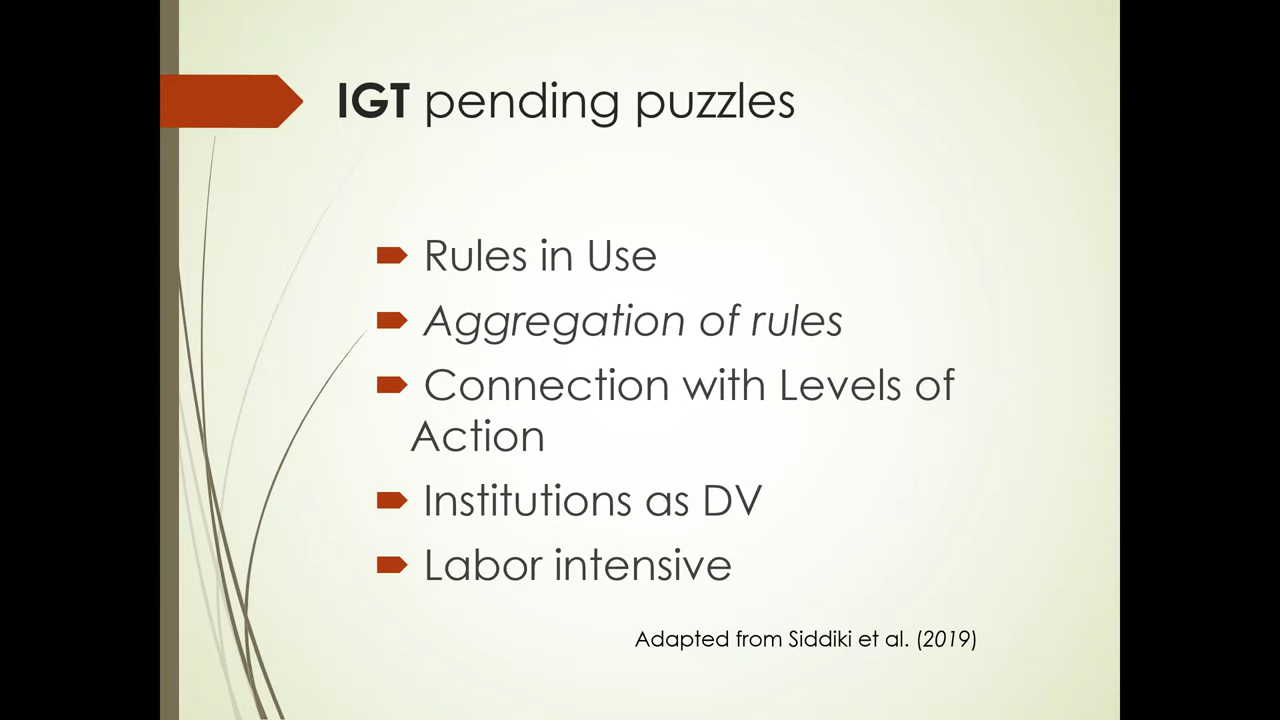 IGT pending puzzles
Rules in Use
Aggregation of rules
Connection with Levels of
Action
Institutions as DV
Labor intensive
Adapted from Siddiki et al. (2019)